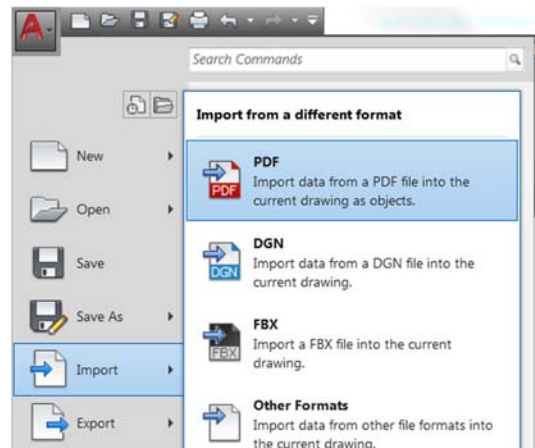 A
Search Commands
Import from a different format
New
Open
Save
Save As
Import
Export
PDF
PDF
Import data from a PDF file into the
current drawing as objects.
DGN
DGN
Import data from a DGN file into the
current drawing.
FBX
FBX
Import a FBX file into the current
drawing.
Other Formats
Import data from other file formats into
the current drawing.